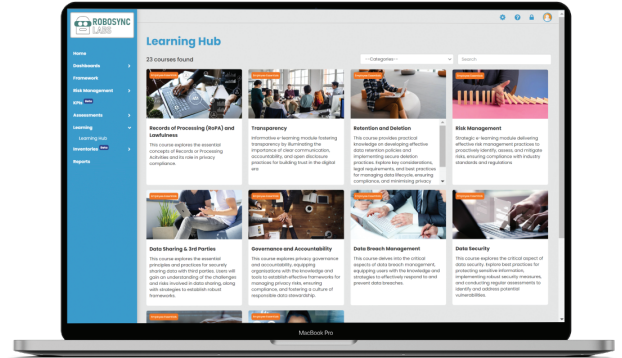 ROBOSYNC
LABS
Home
Dashboards
Framework
Risk Management
KPIs Beta
Assessments
Learning
Learning Hub
Inventories Beta
Reports
Learning Hub
23 courses found
--Categories--
Search
Records of Processing (RoPA) and
Lawfulness
This course explores the essential
concepts of Records or Processing
Activities and its role in privacy
compliance.
Transparency
Informative e-learning module fostering
transparency by illuminating the
importance of clear communication,
accountability, and open disclosure
practices for building trust in the digital
era
Retention and Deletion
This course provides practical
knowledge on developing effective
data retention policies and
implementing secure deletion
practices. Explore key considerations,
legal requirements, and best practices
for managing data lifecycle, ensuring
compliance, and minimising privacy
Risk Management
Strategic e-learning module delivering
effective risk management practices to
proactively identify, assess, and mitigate
risks, ensuring compliance with industry
standards and regulations
Data Sharing & 3rd Parties
This course explores the essential
principles and practices for securely
sharing data with third parties. Users will
gain an understanding of the challenges
and risks involved in data sharing, along
with strategies to establish robust
frameworks.
Governance and Accountability
This course explores privacy governance
and accountability, equipping
organisations with the knowledge and
tools to establish effective frameworks for
managing privacy risks, ensuring
compliance, and fostering a culture of
responsible data stewardship.
Data Breach Management
This course delves into the critical
aspects of data breach management,
equipping users with the knowledge and
strategies to effectively respond to and
prevent data breaches
Data Security
This course explores the critical aspect of
data security. Explore best practices for
protecting sensitive information,
implementing robust security measures,
and conducting regular assessments to
identify and address potential
vulnerabilities.
MacBook Pro